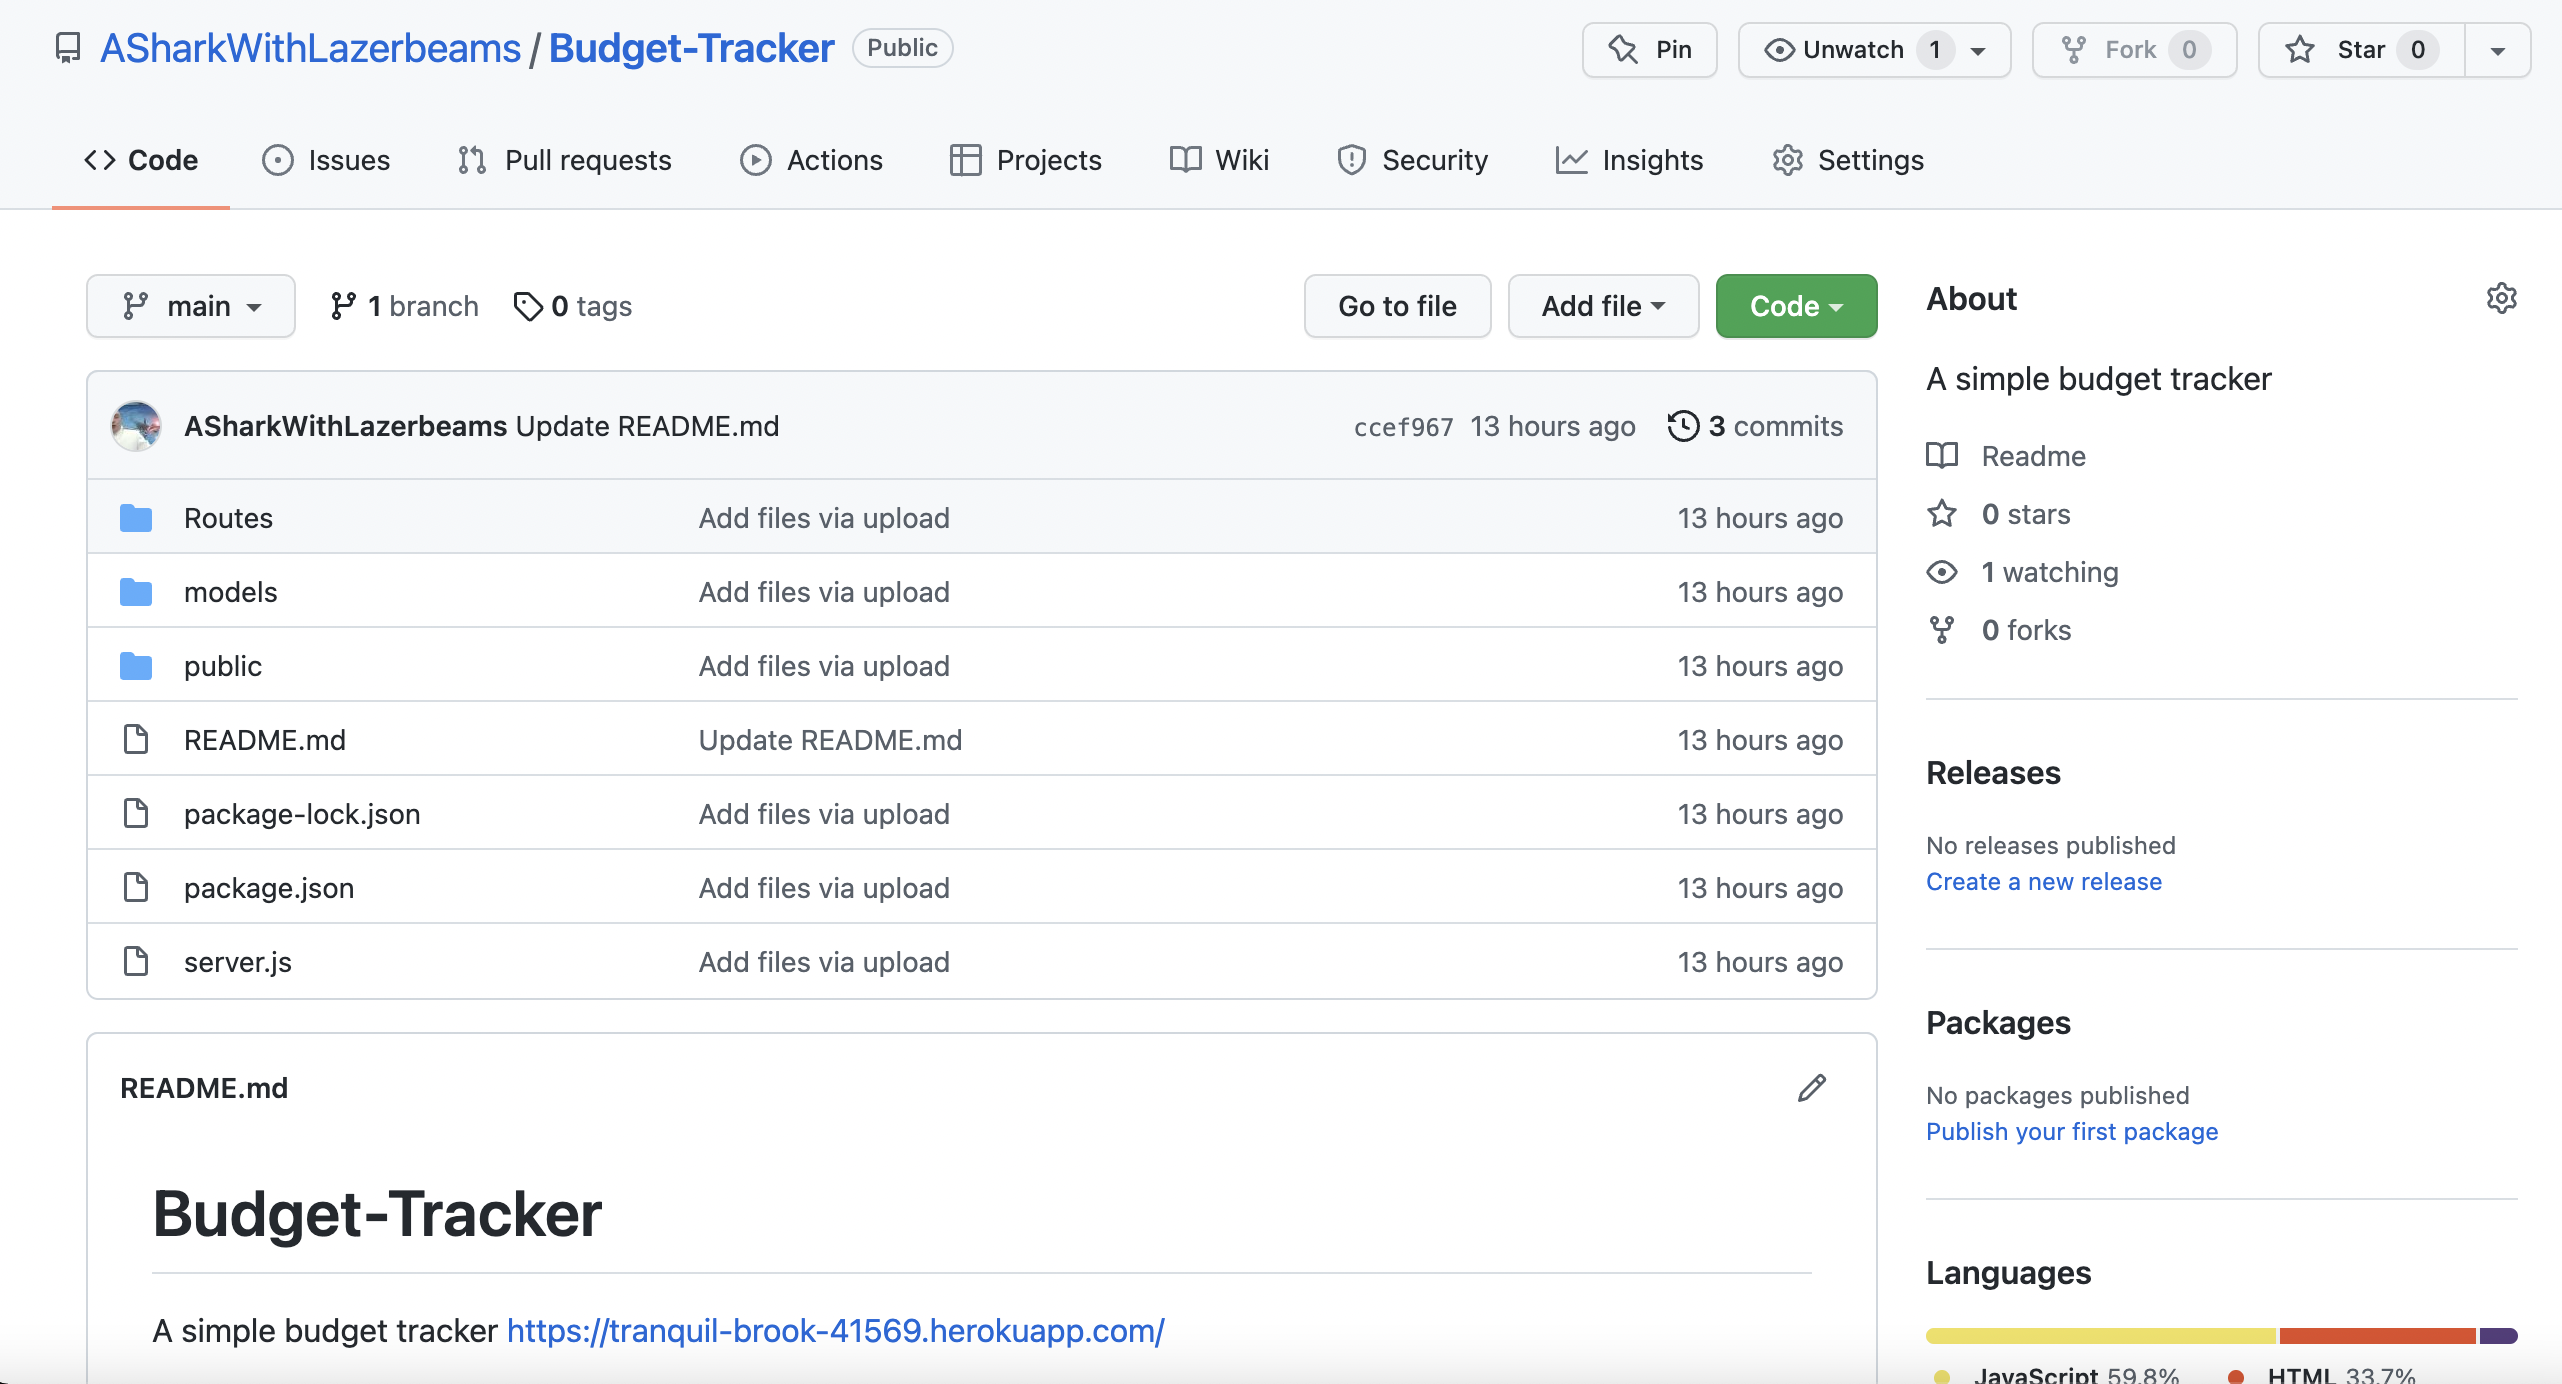 ASharkWithLazerbeams / Budget-Tracker Public
Pin
Unwatch 1
Fork 0
Star 0
Code
Issues
Pull requests
Actions
Projects
Wiki
Security
Insights
Settings
main
1 branch
0 tags
Go to file
Add file
Code
ASharkWithLazerbeams Update README.md ccef967 13 hours ago 3 commits
Routes Add files via upload 13 hours ago
models Add files via upload 13 hours ago
public Add files via upload 13 hours ago
README.md Update README.md 13 hours ago
package-lock.json Add files via upload 13 hours ago
package.json Add files via upload 13 hours ago
server.js Add files via upload 13 hours ago
README.md
Budget-Tracker
A simple budget tracker https://tranquil-brook-41569.herokuapp.com/
About
A simple budget tracker
Readme
0 stars
1 watching
0 forks
Releases
No releases published
Create a new release
Packages
No packages published
Publish your first package
Languages
JavaScript 59.8% HTML 33.7%